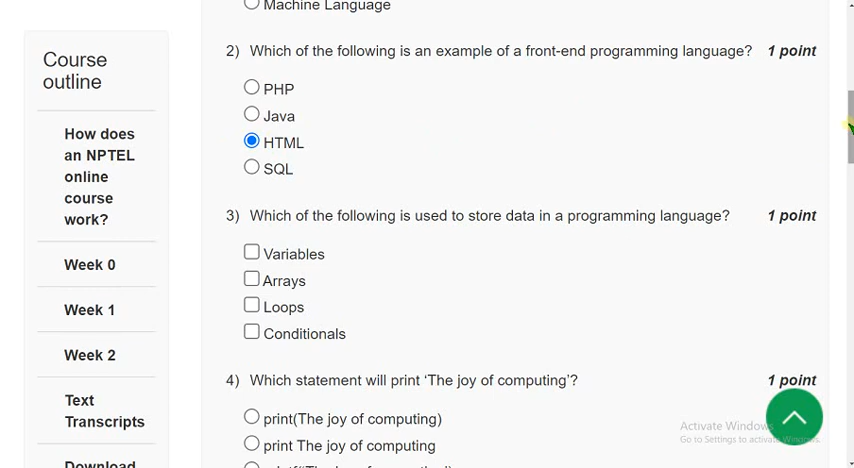 Machine Language
Course
outline
2) Which of the following is an example of a front-end programming language? 1 point
PHP
Java
HTML
SQL
How does
an NPTEL
online
course
work?
3) Which of the following is used to store data in a programming language? 1 point
Variables
Arrays
Loops
Conditionals
Week 0
Week 1
Week 2
Text
Transcripts
Download
4) Which statement will print ‘The joy of computing’? 1 point
print(The joy of computing)
print The joy of computing
Activate Windows
Go to Settings to activate Windows.